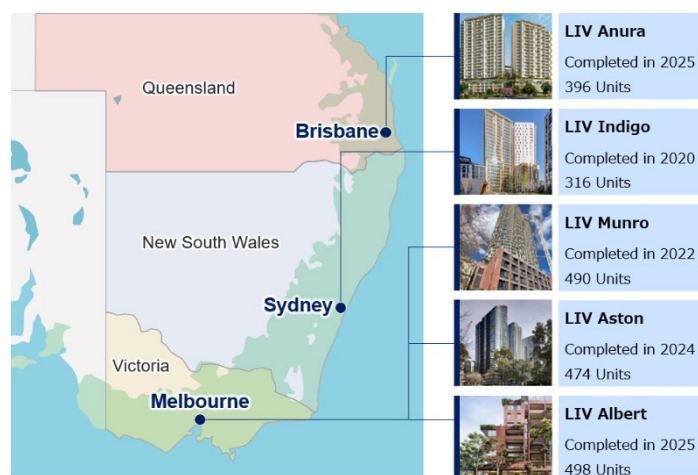 Queensland
Brisbane
New South Wales
Sydney
Victoria
Melbourne
LIV Anura
Completed in 2025
396 Units
LIV Indigo
Completed in 2020
316 Units
LIV Munro
Completed in 2022
490 Units
LIV Aston
Completed in 2024
474 Units
LIV Albert
Completed in 2025
498 Units